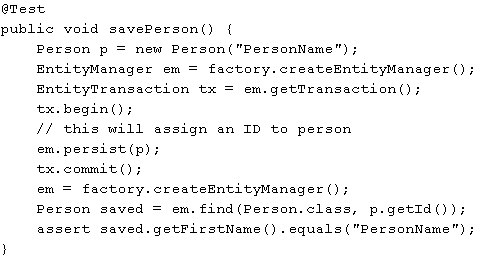 @Test
public void savePerson() {
    Person p = new Person("PersonName");
    EntityManager em = factory.createEntityManager();
    EntityTransaction tx = em.getTransaction();
    tx.begin();
    // this will assign an ID to person
    em.persist(p);
    tx.commit();
    em = factory.createEntityManager();
    Person saved = em.find(Person.class, p.getId());
    assert saved.getFirstName().equals("PersonName");
}